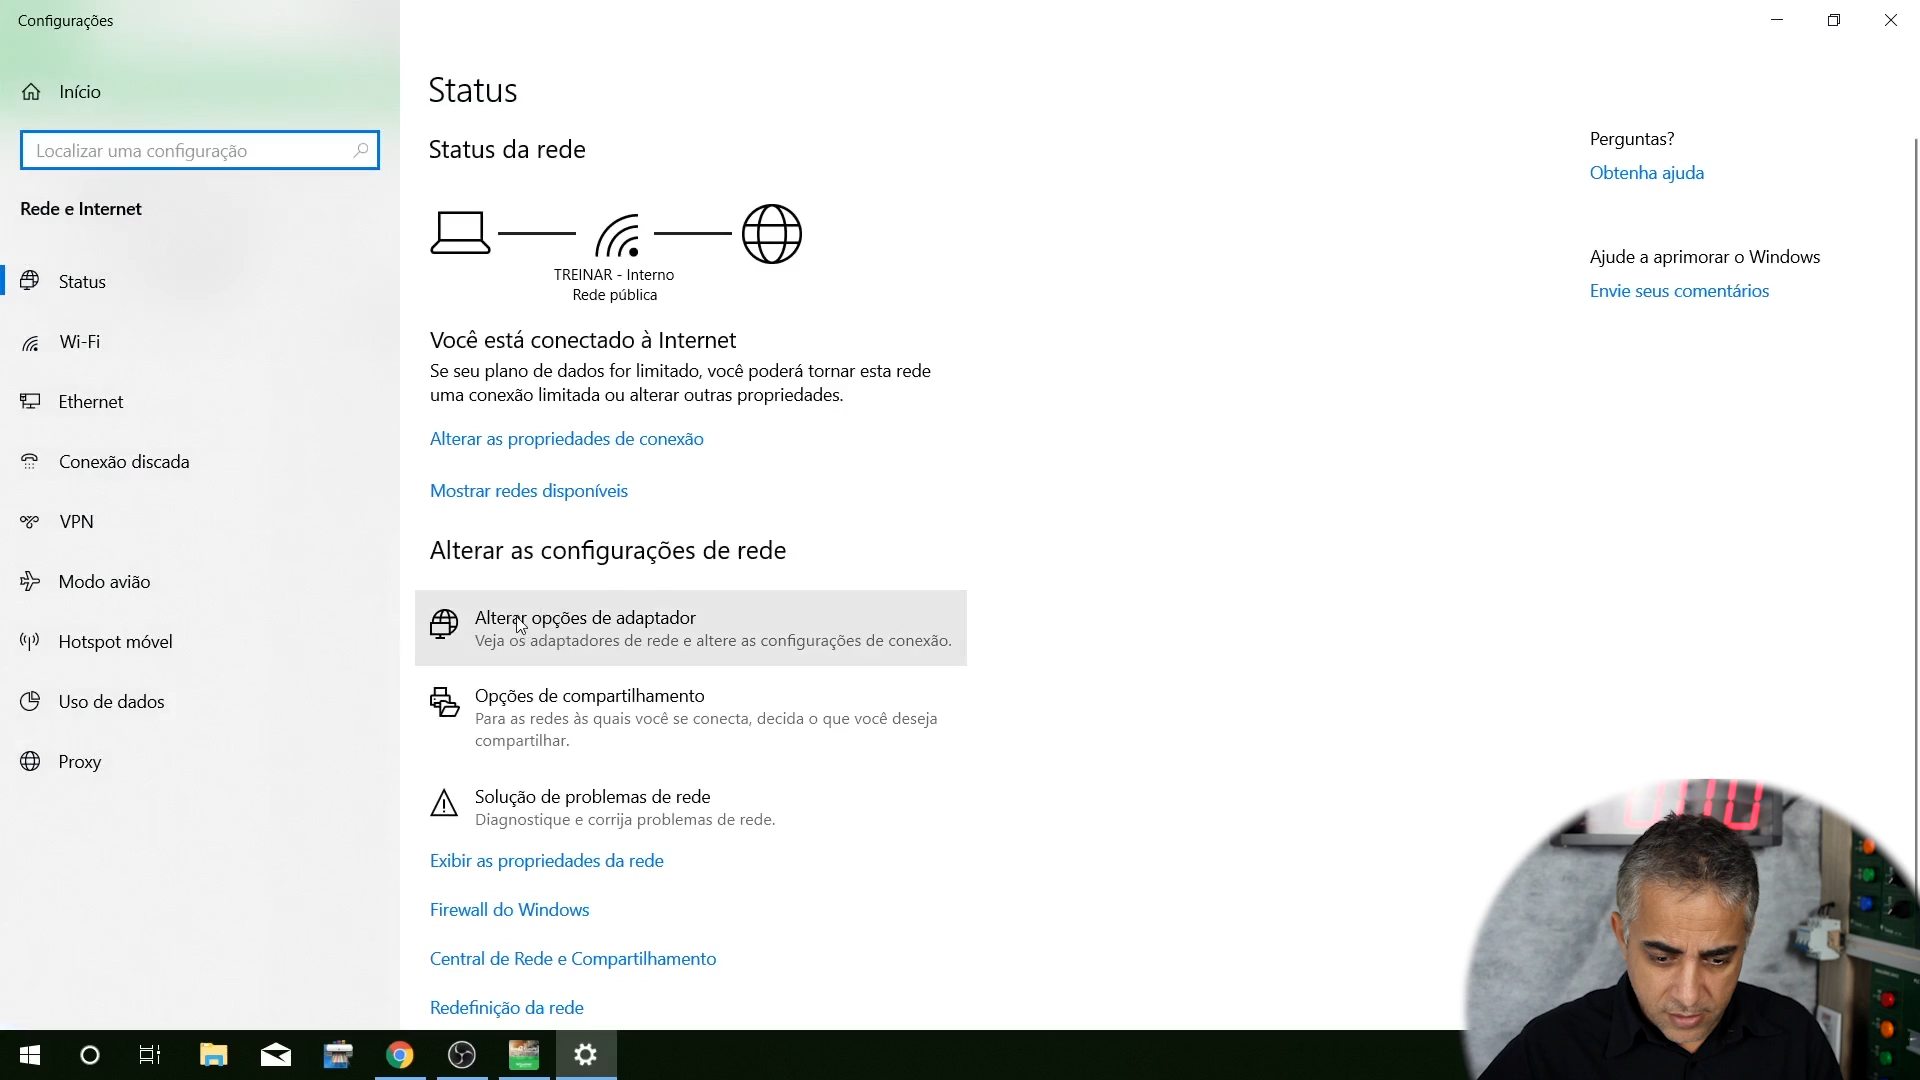 Configurações
Início
Localizar uma configuração
Rede e Internet
Status
Wi-Fi
Ethernet
Conexão discada
VPN
Modo avião
Hotspot móvel
Uso de dados
Proxy
Status
Status da rede
TREINAR - Interno
Rede pública
Você está conectado à Internet
Se seu plano de dados for limitado, você poderá tornar esta rede
uma conexão limitada ou alterar outras propriedades.
Alterar as propriedades de conexão
Mostrar redes disponíveis
Alterar as configurações de rede
Alterar opções de adaptador
Veja os adaptadores de rede e altere as configurações de conexão.
Opções de compartilhamento
Para as redes às quais você se conecta, decida o que você deseja
compartilhar.
Solução de problemas de rede
Diagnostique e corrija problemas de rede.
Exibir as propriedades da rede
Firewall do Windows
Central de Rede e Compartilhamento
Redefinição da rede
Perguntas?
Obtenha ajuda
Ajude a aprimorar o Windows
Envie seus comentários